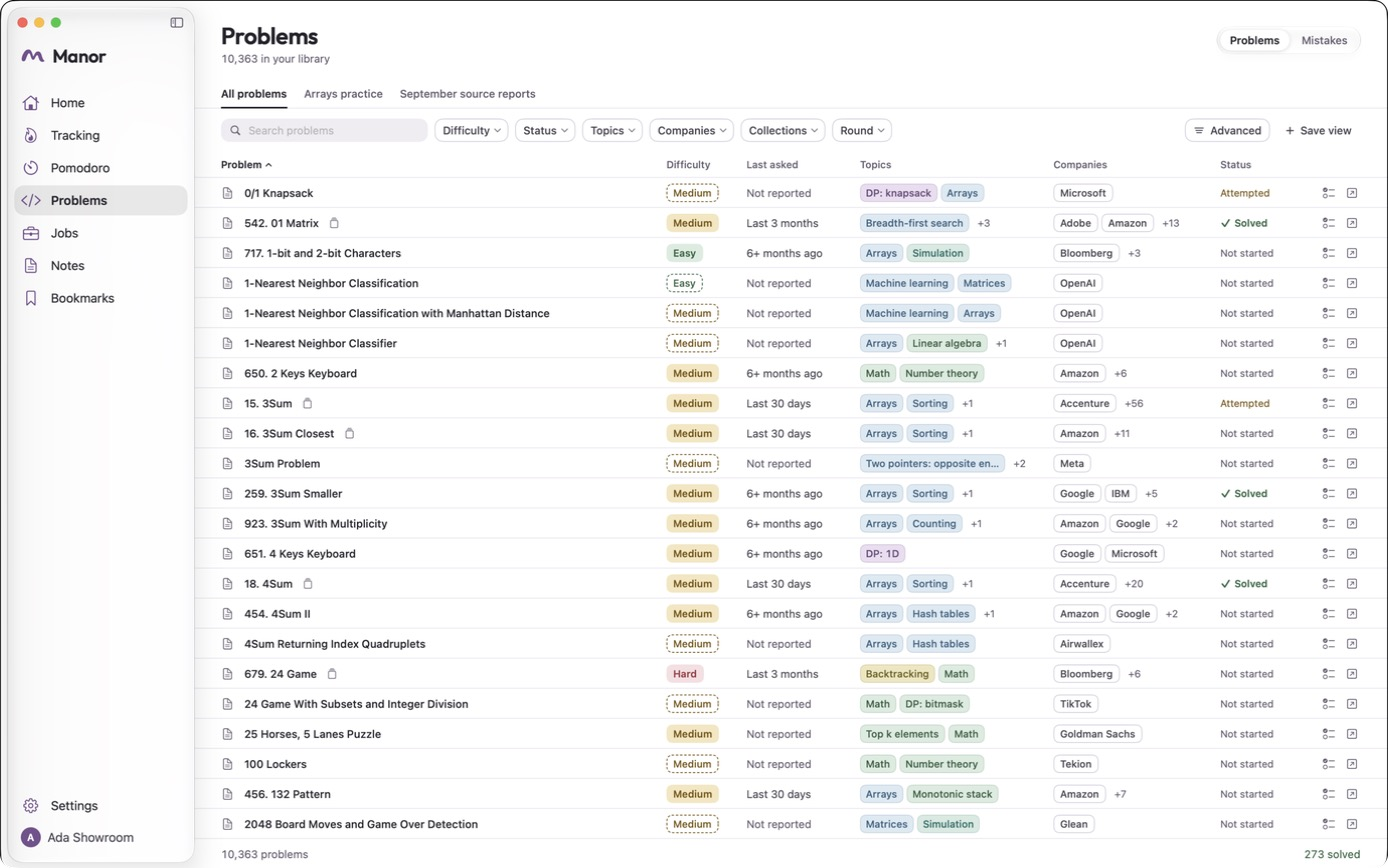 Manor
Home
Tracking
Pomodoro
Problems
Jobs
Notes
Bookmarks
Settings
A Ada Showroom
Problems
10,363 in your library
Problems Mistakes
All problems Arrays practice September source reports
Search problems Difficulty Status Topics Companies Collections Round Advanced + Save view
Problem Difficulty Last asked Topics Companies Status
0/1 Knapsack Medium Not reported DP: knapsack Arrays Microsoft Attempted
542. 01 Matrix Medium Last 3 months Breadth-first search +3 Adobe Amazon +13 Solved
717. 1-bit and 2-bit Characters Easy 6+ months ago Arrays Simulation Bloomberg +3 Not started
1-Nearest Neighbor Classification Easy Not reported Machine learning Matrices OpenAI Not started
1-Nearest Neighbor Classification with Manhattan Distance Medium Not reported Machine learning Arrays OpenAI Not started
1-Nearest Neighbor Classifier Medium Not reported Arrays Linear algebra +1 OpenAI Not started
650. 2 Keys Keyboard Medium 6+ months ago Math Number theory Amazon +6 Not started
15. 3Sum Medium Last 30 days Arrays Sorting +1 Accenture +56 Attempted
16. 3Sum Closest Medium Last 30 days Arrays Sorting +1 Amazon +11 Not started
3Sum Problem Medium Not reported Two pointers: opposite en... +2 Meta Not started
259. 3Sum Smaller Medium 6+ months ago Arrays Sorting +1 Google IBM +5 Solved
923. 3Sum With Multiplicity Medium 6+ months ago Arrays Counting +1 Amazon Google +2 Not started
651. 4 Keys Keyboard Medium 6+ months ago DP: 1D Google Microsoft Not started
18. 4Sum Medium Last 30 days Arrays Sorting +1 Accenture +20 Solved
454. 4Sum II Medium 6+ months ago Arrays Hash tables +1 Amazon Google +2 Not started
4Sum Returning Index Quadruplets Medium Not reported Arrays Hash tables Airwallex Not started
679. 24 Game Hard Last 3 months Backtracking Math Bloomberg +6 Not started
24 Game With Subsets and Integer Division Medium Not reported Math DP: bitmask TikTok Not started
25 Horses, 5 Lanes Puzzle Medium Not reported Top k elements Math Goldman Sachs Not started
100 Lockers Medium Not reported Math Number theory Tekion Not started
456. 132 Pattern Medium Last 30 days Arrays Monotonic stack Amazon +7 Not started
2048 Board Moves and Game Over Detection Medium Not reported Matrices Simulation Glean Not started
10,363 problems 273 solved